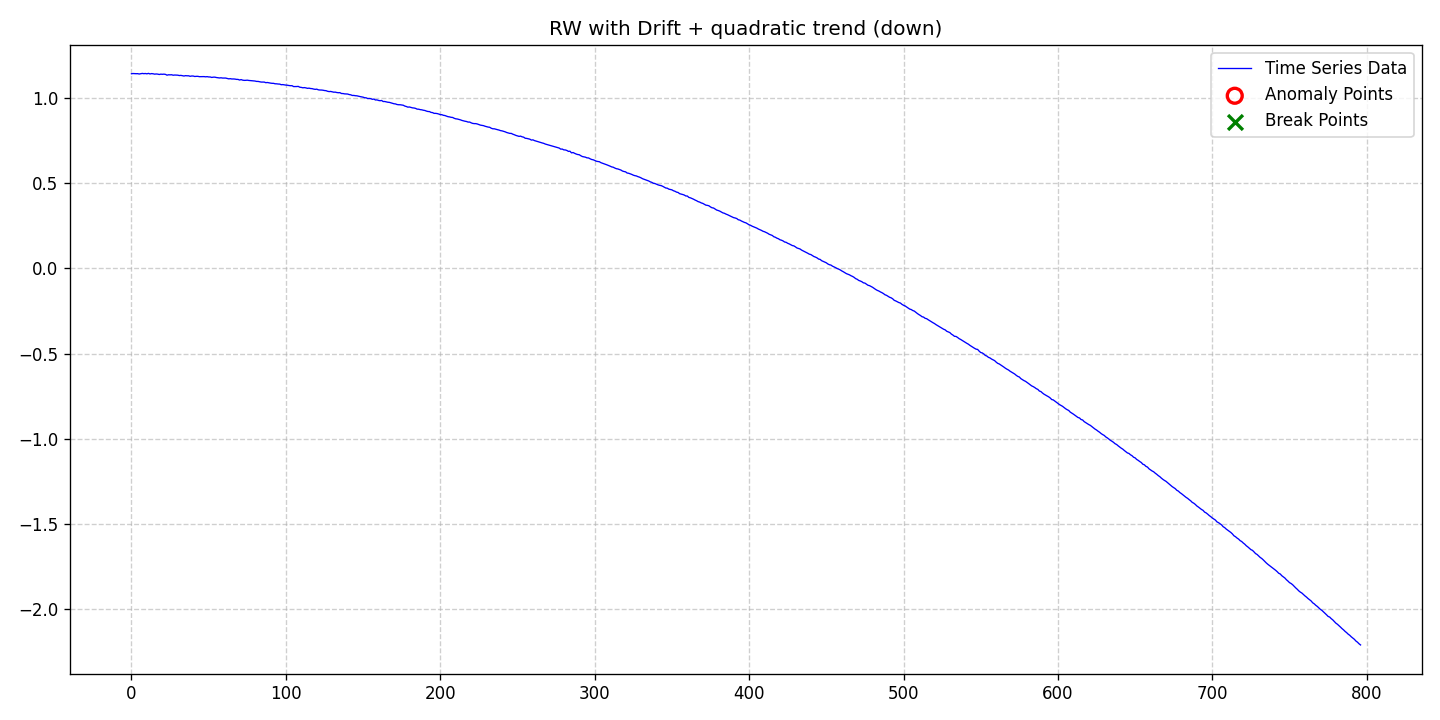 RW with Drift + quadratic trend (down)
Time Series Data
Anomaly Points
Break Points
1.0
0.5
0.0
−0.5
−1.0
−1.5
−2.0
0 100 200 300 400 500 600 700 800